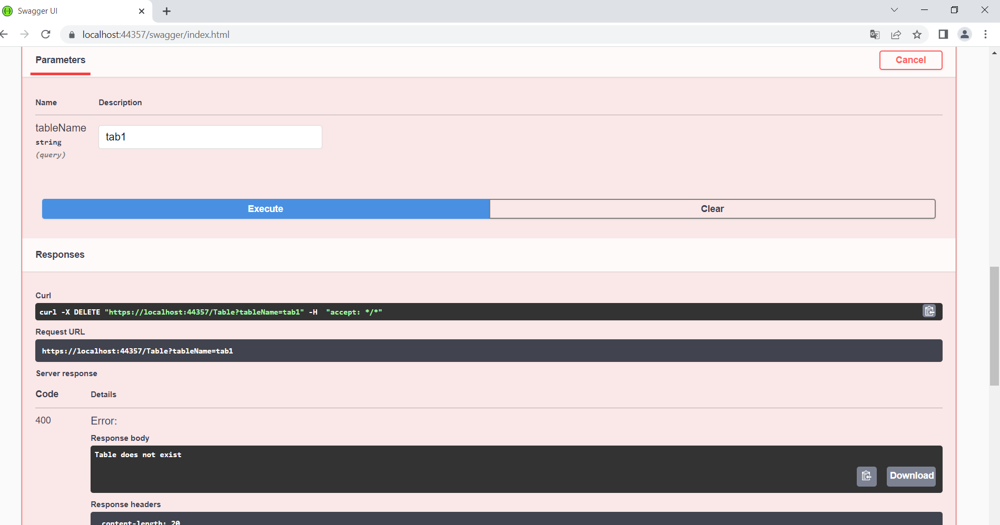 Swagger UI
localhost:44357/swagger/index.html
Parameters
Cancel
Name Description
tableName
string
(query)
tab1
Execute
Clear
Responses
Curl
curl -X DELETE "https://localhost:44357/Table?tableName=tab1" -H  "accept: */*"
Request URL
https://localhost:44357/Table?tableName=tab1
Server response
Code Details
400 Error:
Response body
Table does not exist
Download
Response headers
content-length: 20